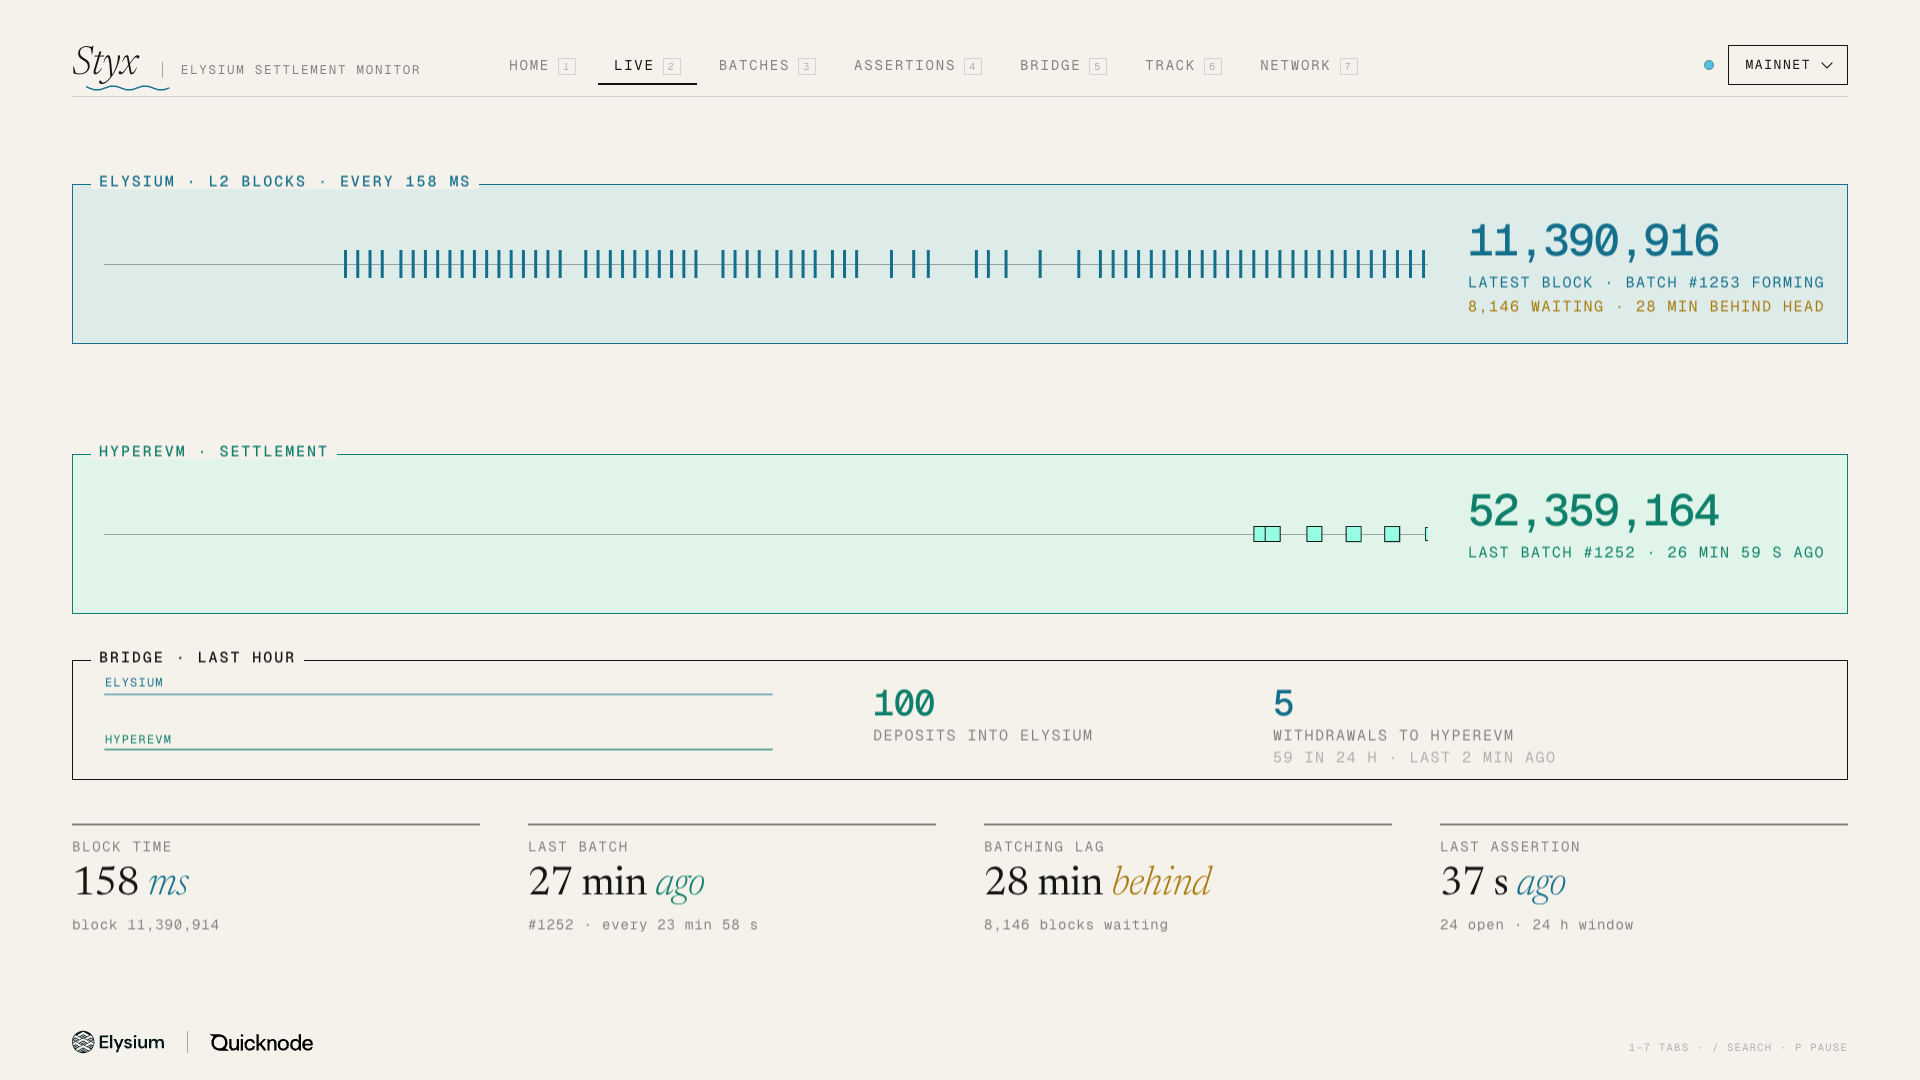 Styx
ELYSIUM SETTLEMENT MONITOR
HOME 1
LIVE 2
BATCHES 3
ASSERTIONS 4
BRIDGE 5
TRACK 6
NETWORK 7
MAINNET
ELYSIUM · L2 BLOCKS · EVERY 158 MS
11,390,916
LATEST BLOCK · BATCH #1253 FORMING
8,146 WAITING · 28 MIN BEHIND HEAD
HYPEREVM · SETTLEMENT
52,359,164
LAST BATCH #1252 · 26 MIN 59 S AGO
BRIDGE · LAST HOUR
ELYSIUM
HYPEREVM
100
DEPOSITS INTO ELYSIUM
5
WITHDRAWALS TO HYPEREVM
59 IN 24 H · LAST 2 MIN AGO
BLOCK TIME
158 ms
block 11,390,914
LAST BATCH
27 min ago
#1252 · every 23 min 58 s
BATCHING LAG
28 min behind
8,146 blocks waiting
LAST ASSERTION
37 s ago
24 open · 24 h window
Elysium
Quicknode
1–7 TABS · / SEARCH · P PAUSE